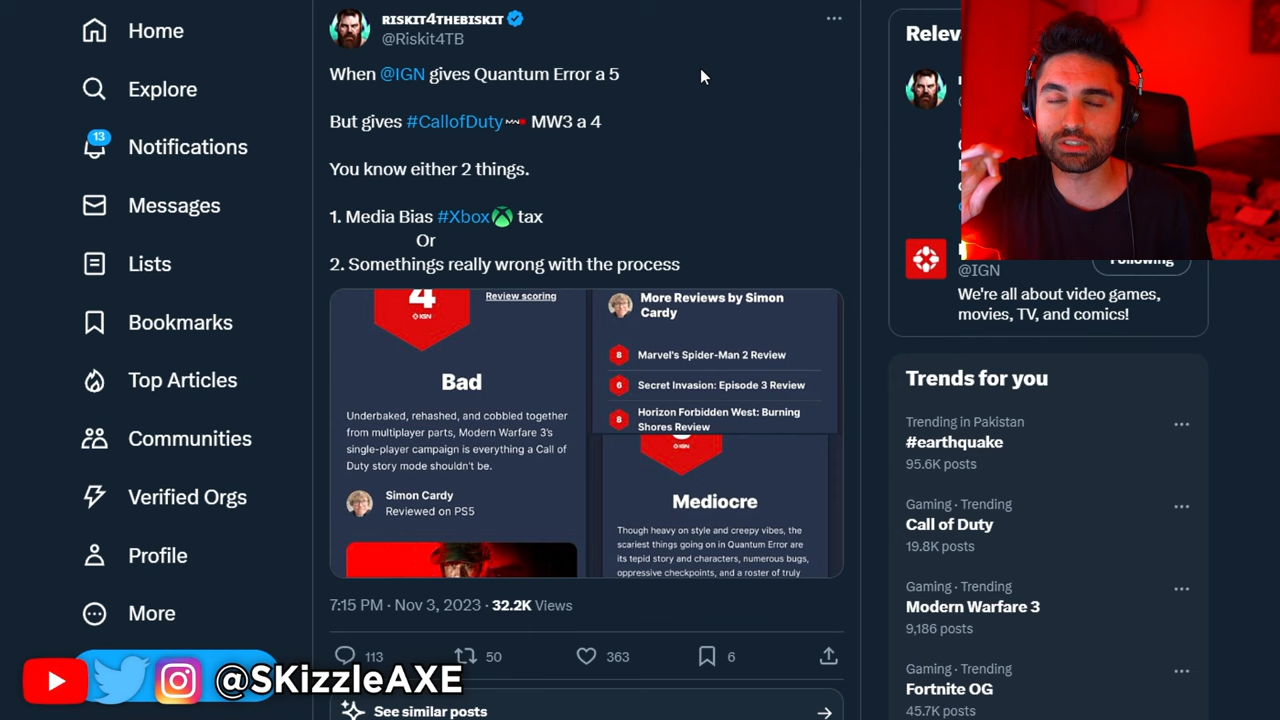 Home
Explore
13
Notifications
Messages
Lists
Bookmarks
Top Articles
Communities
Verified Orgs
Profile
More
@SKizzleAXE
RISKIT4THEBISKIT
@Riskit4TB
When @IGN gives Quantum Error a 5
But gives #CallofDuty MW3 a 4
You know either 2 things.
1. Media Bias #Xbox tax
Or
2. Somethings really wrong with the process
4
IGN
Review scoring
Bad
Underbaked, rehashed, and cobbled together
from multiplayer parts, Modern Warfare 3's
single-player campaign is everything a Call of
Duty story mode shouldn't be.
Simon Cardy
Reviewed on PS5
More Reviews by Simon
Cardy
8 Marvel's Spider-Man 2 Review
6 Secret Invasion: Episode 3 Review
8 Horizon Forbidden West: Burning
Shores Review
IGN
Mediocre
Though heavy on style and creepy vibes, the
scariest things going on in Quantum Error are
its tepid story and characters, numerous bugs,
oppressive checkpoints, and a roster of truly
7:15 PM · Nov 3, 2023 · 32.2K Views
113 50 363 6
See similar posts
Relev
@IGN
Following
We're all about video games,
movies, TV, and comics!
Trends for you
Trending in Pakistan
#earthquake
95.6K posts
Gaming · Trending
Call of Duty
19.8K posts
Gaming · Trending
Modern Warfare 3
9,186 posts
Gaming · Trending
Fortnite OG
45.7K posts